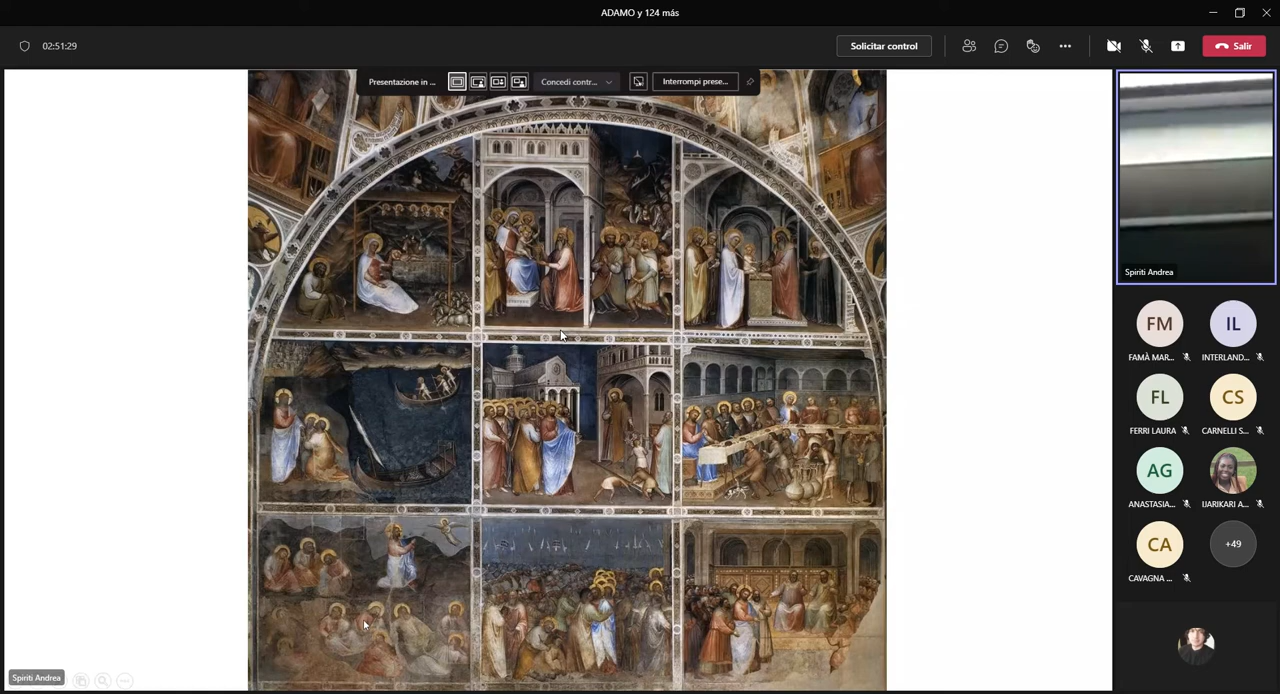 ADAMO y 124 más
02:51:29
Solicitar control
Salir
Presentazione in ...
Concedi contr...
Interrompi prese...
Spiriti Andrea
FM
IL
FAMÀ MAR...
INTERLAND...
FL
CS
FERRI LAURA
CARNELLI S...
AG
ANASTASIA...
IJARIKARI A...
CA
+49
CAVAGNA ...
Spiriti Andrea